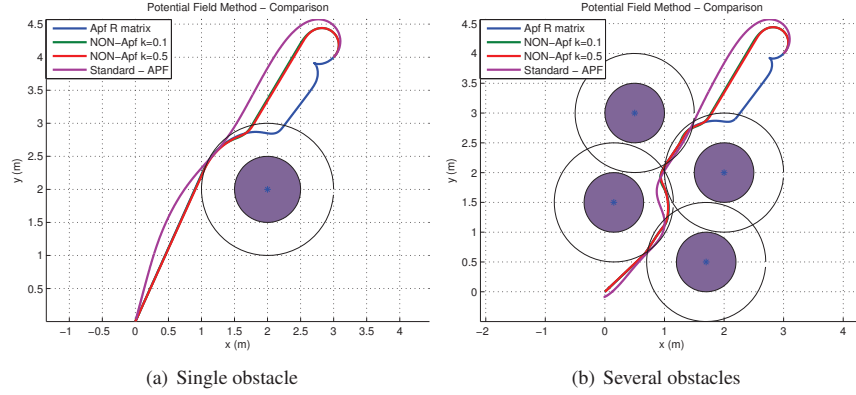 Potential Field Method – Comparison
Apf R matrix
NON-Apf k=0.1
NON-Apf k=0.5
Standard – APF
4.5
4
3.5
3
2.5
2
1.5
1
0.5
y (m)
-1 -0.5 0 0.5 1 1.5 2 2.5 3 3.5 4
x (m)
(a) Single obstacle
Potential Field Method – Comparison
Apf R matrix
NON-Apf k=0.1
NON-Apf k=0.5
Standard – APF
4.5
4
3.5
3
2.5
2
1.5
1
0.5
0
y (m)
-2 -1 0 1 2 3 4
x (m)
(b) Several obstacles